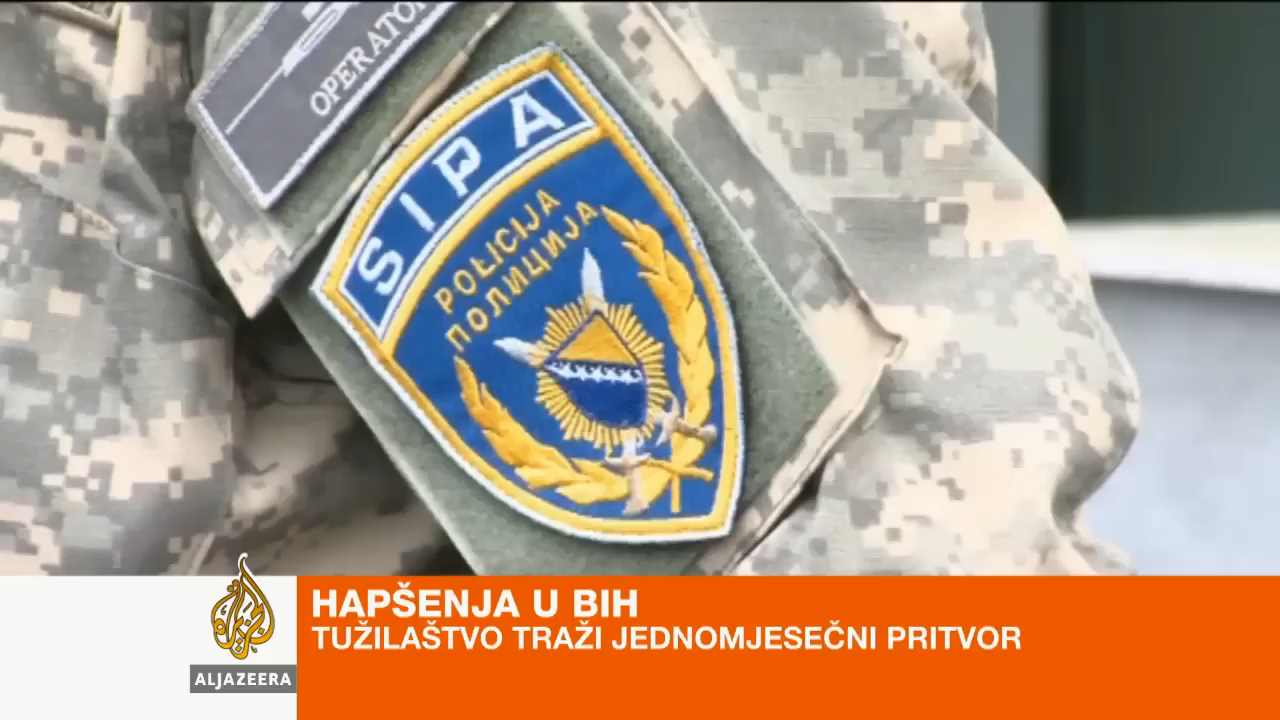 OPERATOR
SIPA
POLICIJA
ПОЛИЦИЈА
HAPŠENJA U BIH
TUŽILAŠTVO TRAŽI JEDNOMJESEČNI PRITVOR
ALJAZEERA